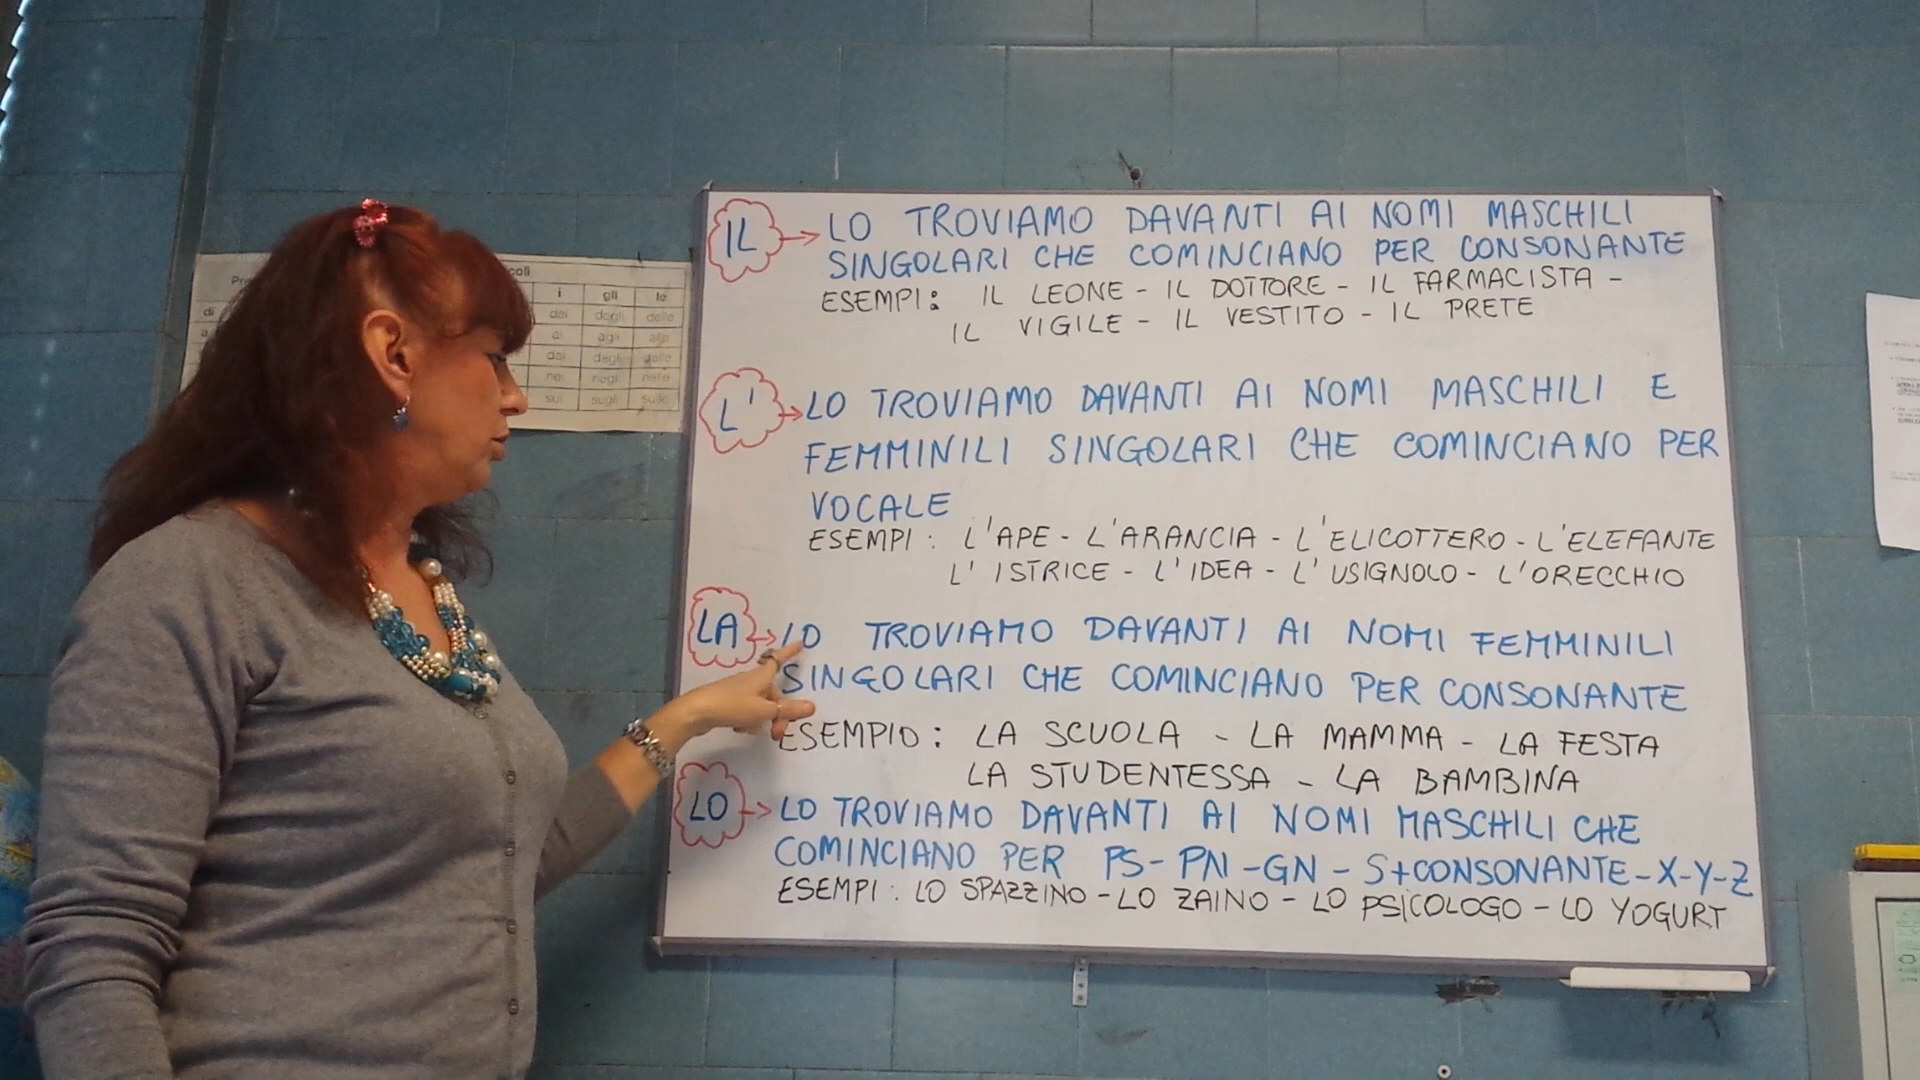 coli
i gli le
di dei degli delle
a ai agli alle
dai dagli dalle
nei negli nelle
sui sugli sulle
IL → LO TROVIAMO DAVANTI AI NOMI MASCHILI
SINGOLARI CHE COMINCIANO PER CONSONANTE
ESEMPI: IL LEONE - IL DOTTORE - IL FARMACISTA -
IL VIGILE - IL VESTITO - IL PRETE
L' → LO TROVIAMO DAVANTI AI NOMI MASCHILI E
FEMMINILI SINGOLARI CHE COMINCIANO PER
VOCALE
ESEMPI: L'APE - L'ARANCIA - L'ELICOTTERO - L'ELEFANTE
L'ISTRICE - L'IDEA - L'USIGNOLO - L'ORECCHIO
LA → LO TROVIAMO DAVANTI AI NOMI FEMMINILI
SINGOLARI CHE COMINCIANO PER CONSONANTE
ESEMPIO: LA SCUOLA - LA MAMMA - LA FESTA
LA STUDENTESSA - LA BAMBINA
LO → LO TROVIAMO DAVANTI AI NOMI MASCHILI CHE
COMINCIANO PER PS - PN - GN - S+CONSONANTE - X - Y - Z
ESEMPI: LO SPAZZINO - LO ZAINO - LO PSICOLOGO - LO YOGURT